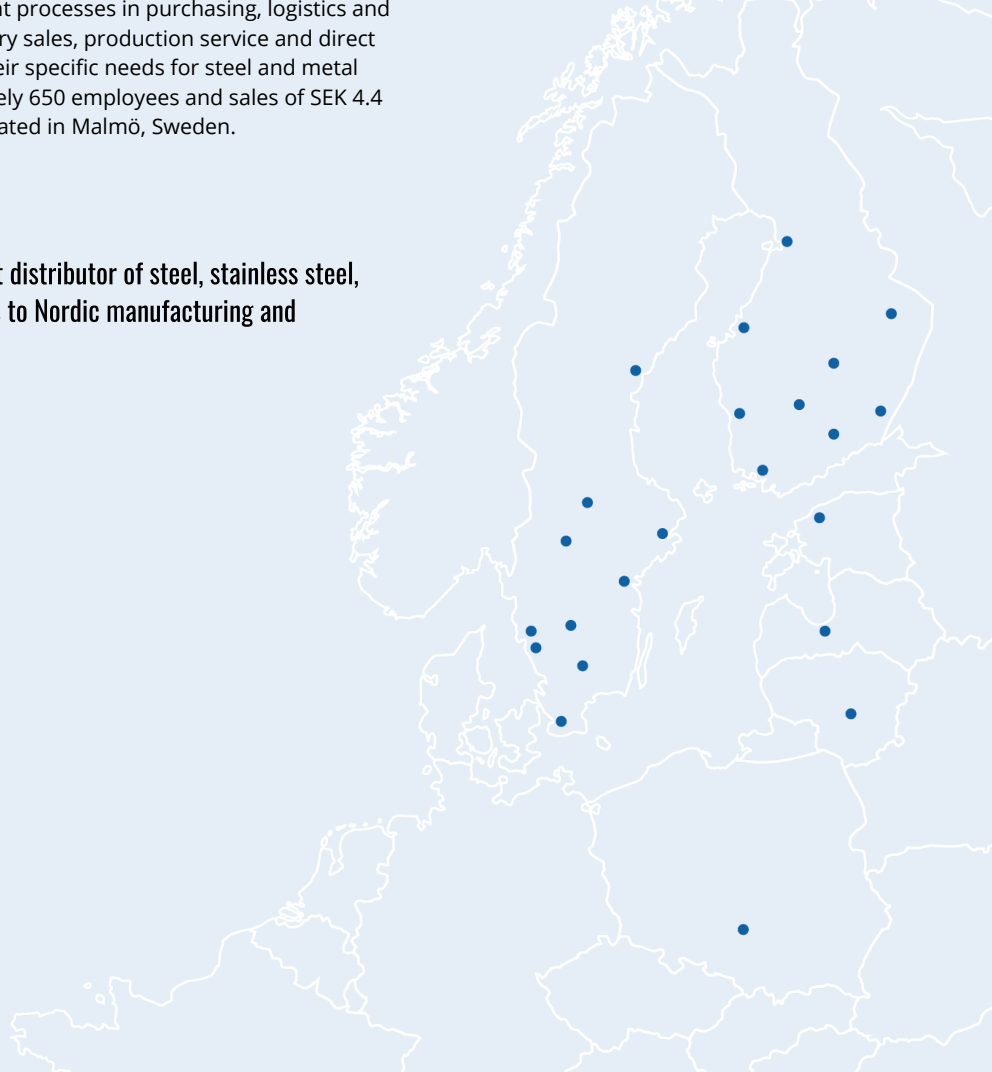 nt processes in purchasing, logistics and
ry sales, production service and direct
eir specific needs for steel and metal
ely 650 employees and sales of SEK 4.4
ated in Malmö, Sweden.
t distributor of steel, stainless steel,
to Nordic manufacturing and